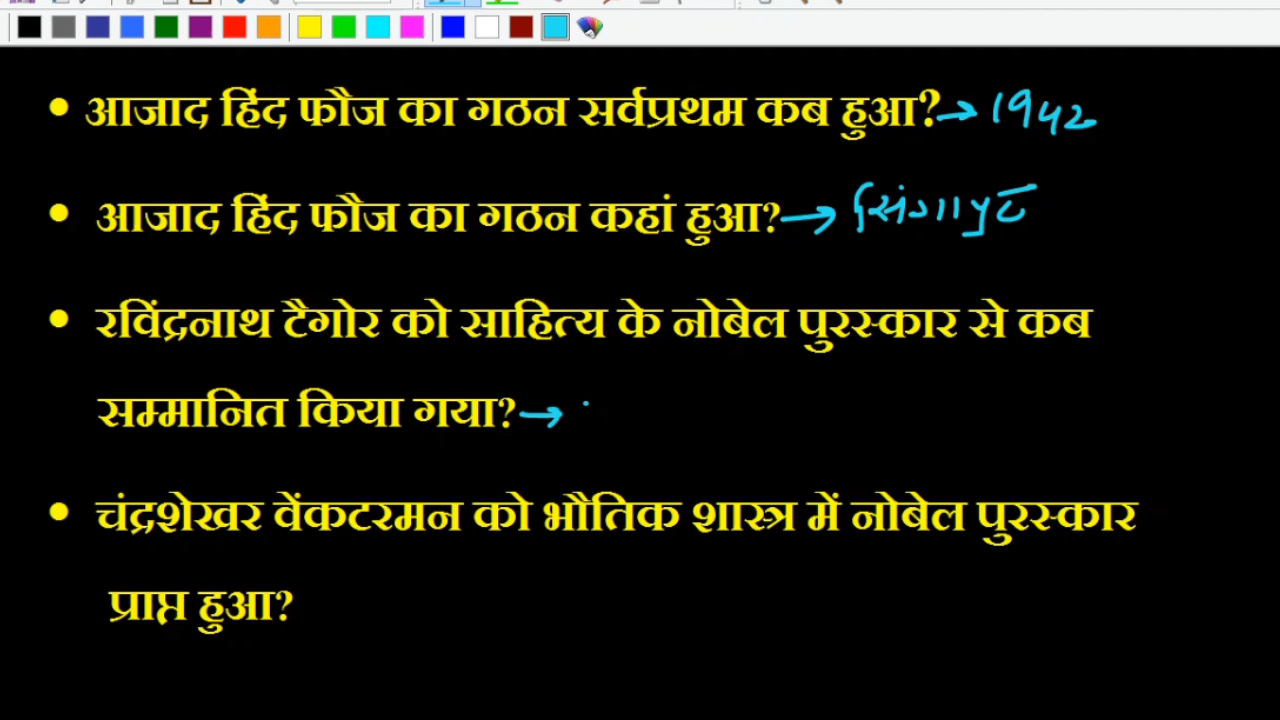 • आजाद हिंद फौज का गठन सर्वप्रथम कब हुआ?→ 1942
• आजाद हिंद फौज का गठन कहां हुआ?→ सिंगापुर
• रविंद्रनाथ टैगोर को साहित्य के नोबेल पुरस्कार से कब
सम्मानित किया गया?→
• चंद्रशेखर वेंकटरमन को भौतिक शास्त्र में नोबेल पुरस्कार
प्राप्त हुआ?